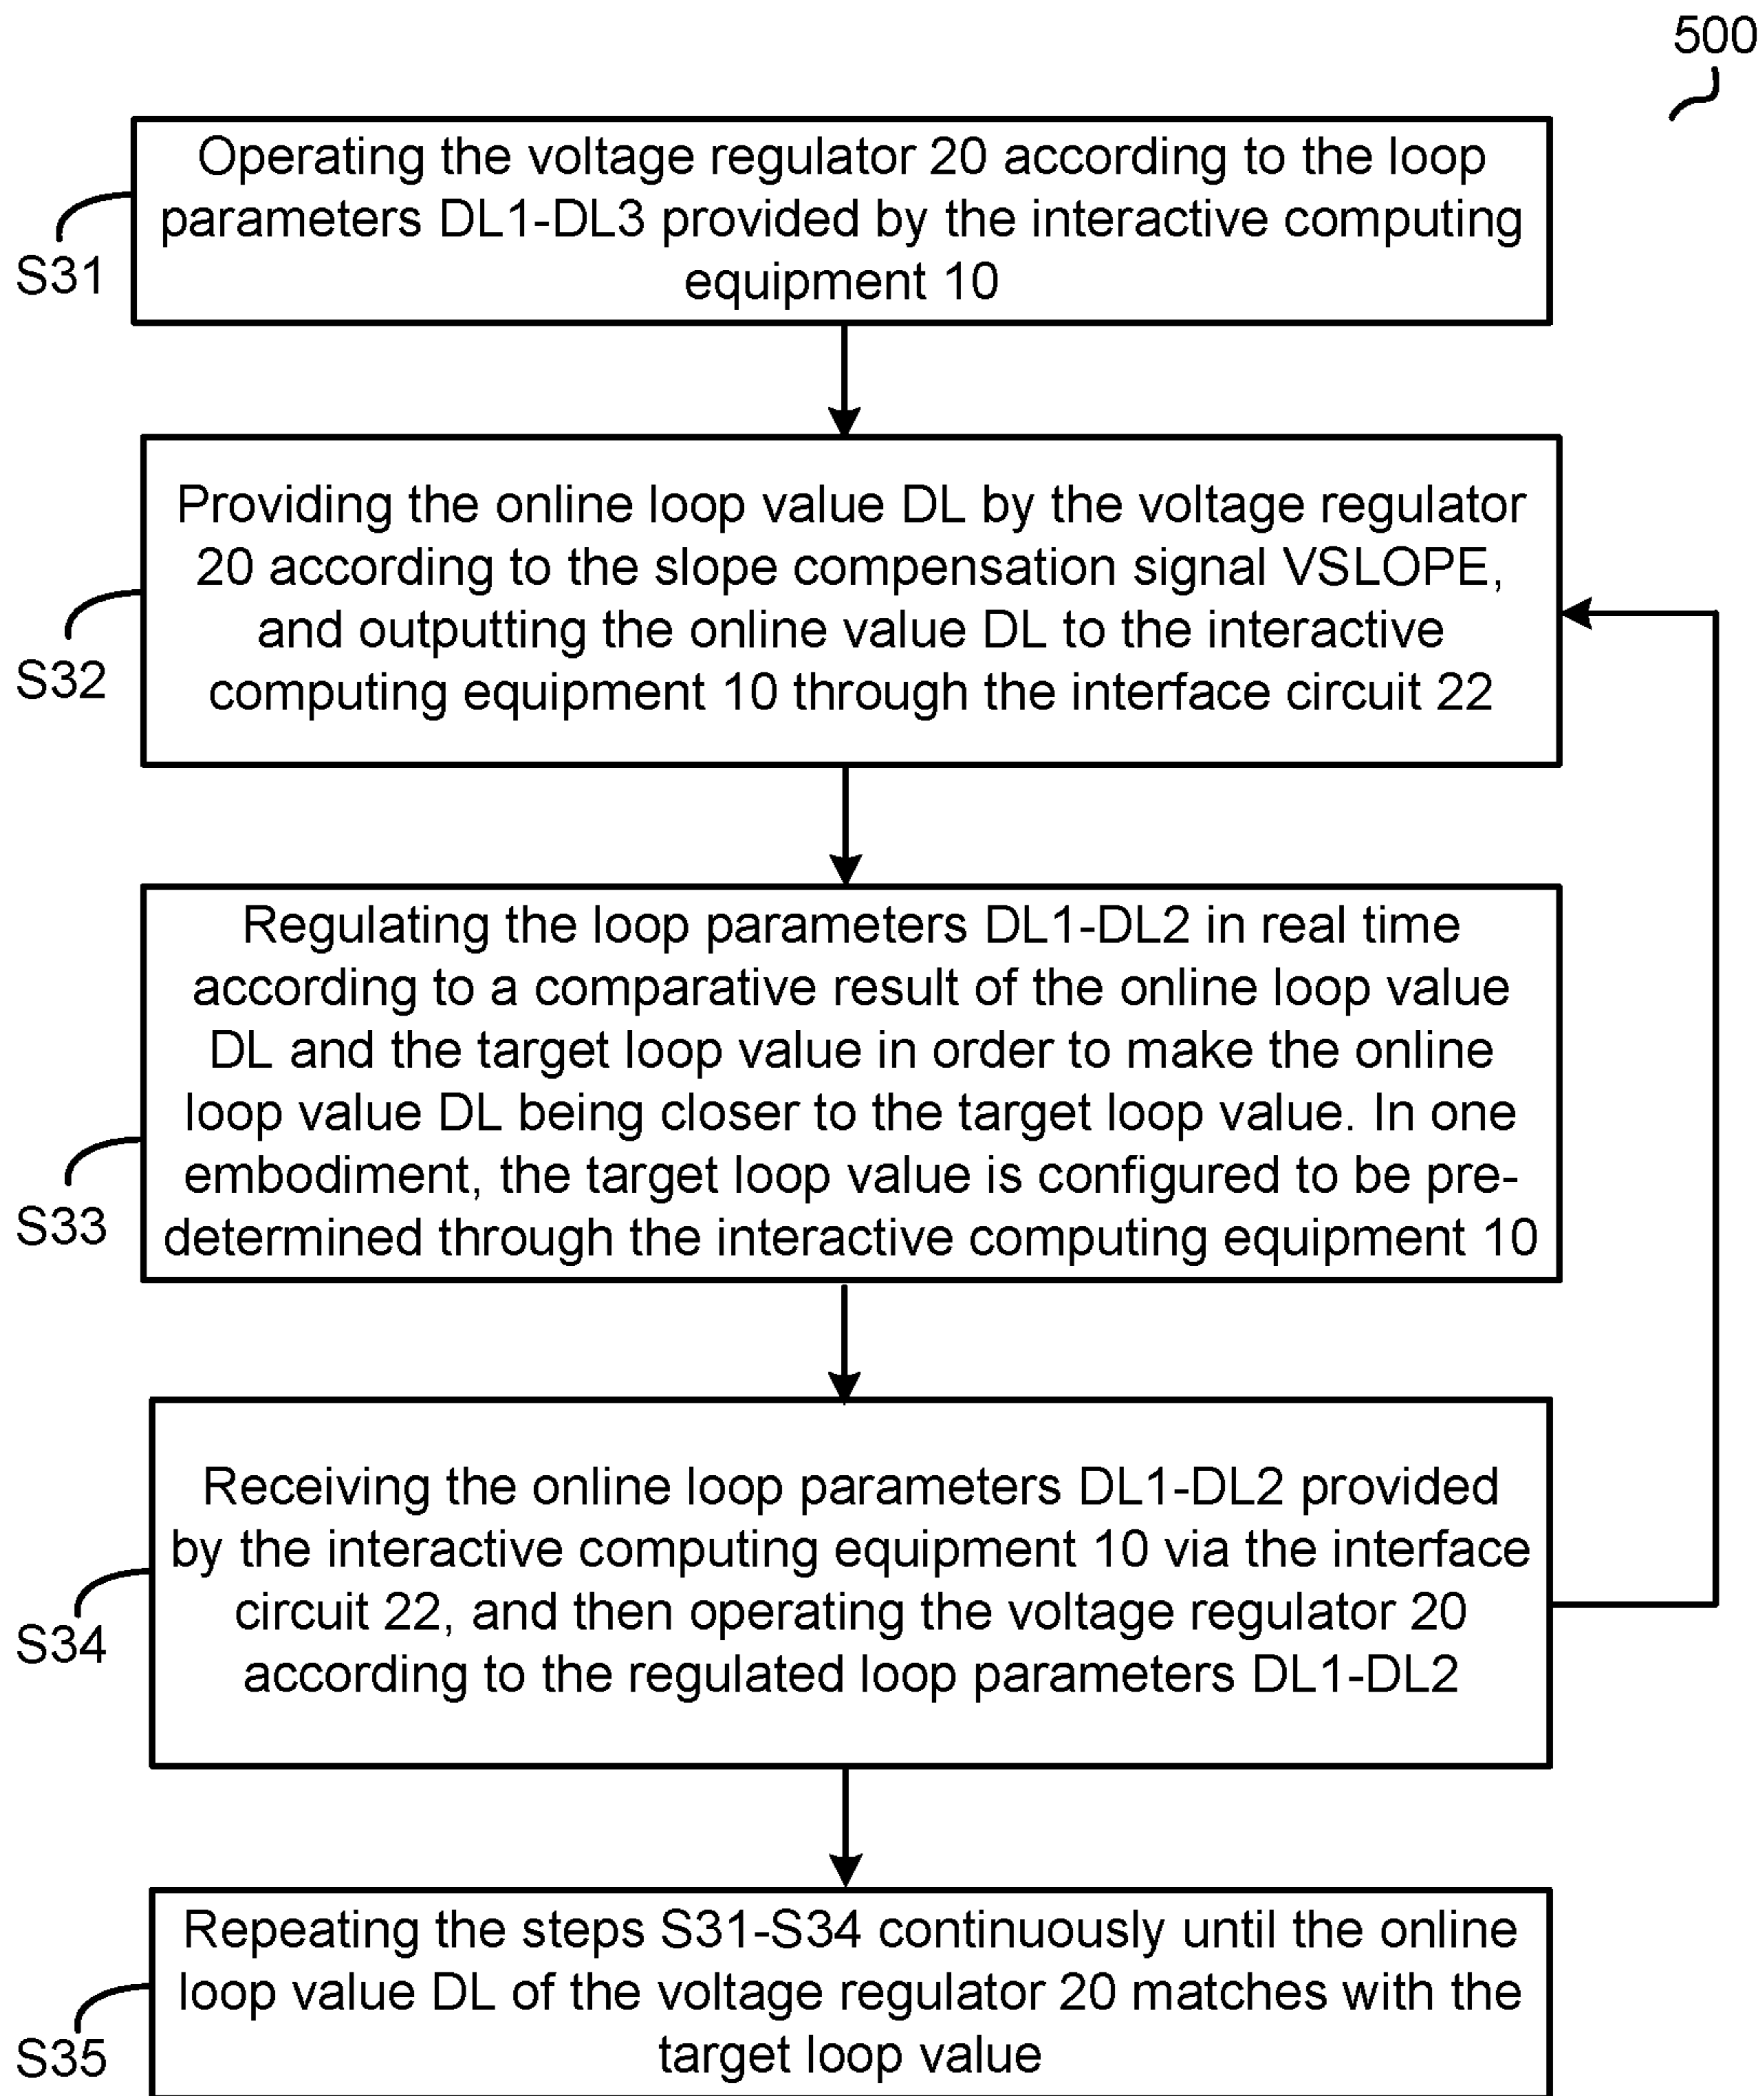 500
Operating the voltage regulator 20 according to the loop
parameters DL1-DL3 provided by the interactive computing
equipment 10
S31
Providing the online loop value DL by the voltage regulator
20 according to the slope compensation signal VSLOPE,
and outputting the online value DL to the interactive
computing equipment 10 through the interface circuit 22
S32
Regulating the loop parameters DL1-DL2 in real time
according to a comparative result of the online loop value
DL and the target loop value in order to make the online
loop value DL being closer to the target loop value. In one
embodiment, the target loop value is configured to be pre-
determined through the interactive computing equipment 10
S33
Receiving the online loop parameters DL1-DL2 provided
by the interactive computing equipment 10 via the interface
circuit 22, and then operating the voltage regulator 20
according to the regulated loop parameters DL1-DL2
S34
Repeating the steps S31-S34 continuously until the online
loop value DL of the voltage regulator 20 matches with the
target loop value
S35